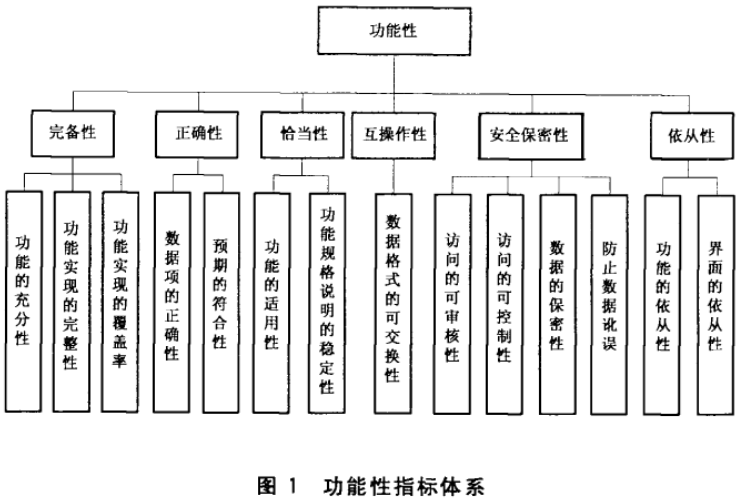 功能性
完备性
正确性
恰当性
互操作性
安全保密性
依从性
功能的充分性
功能实现的完整性
功能实现的覆盖率
数据项的正确性
预期的符合性
功能的适用性
功能规格说明的稳定性
数据格式的可交换性
访问的可审核性
访问的可控制性
数据的保密性
防止数据讹误
功能的依从性
界面的依从性
图 1 功能性指标体系